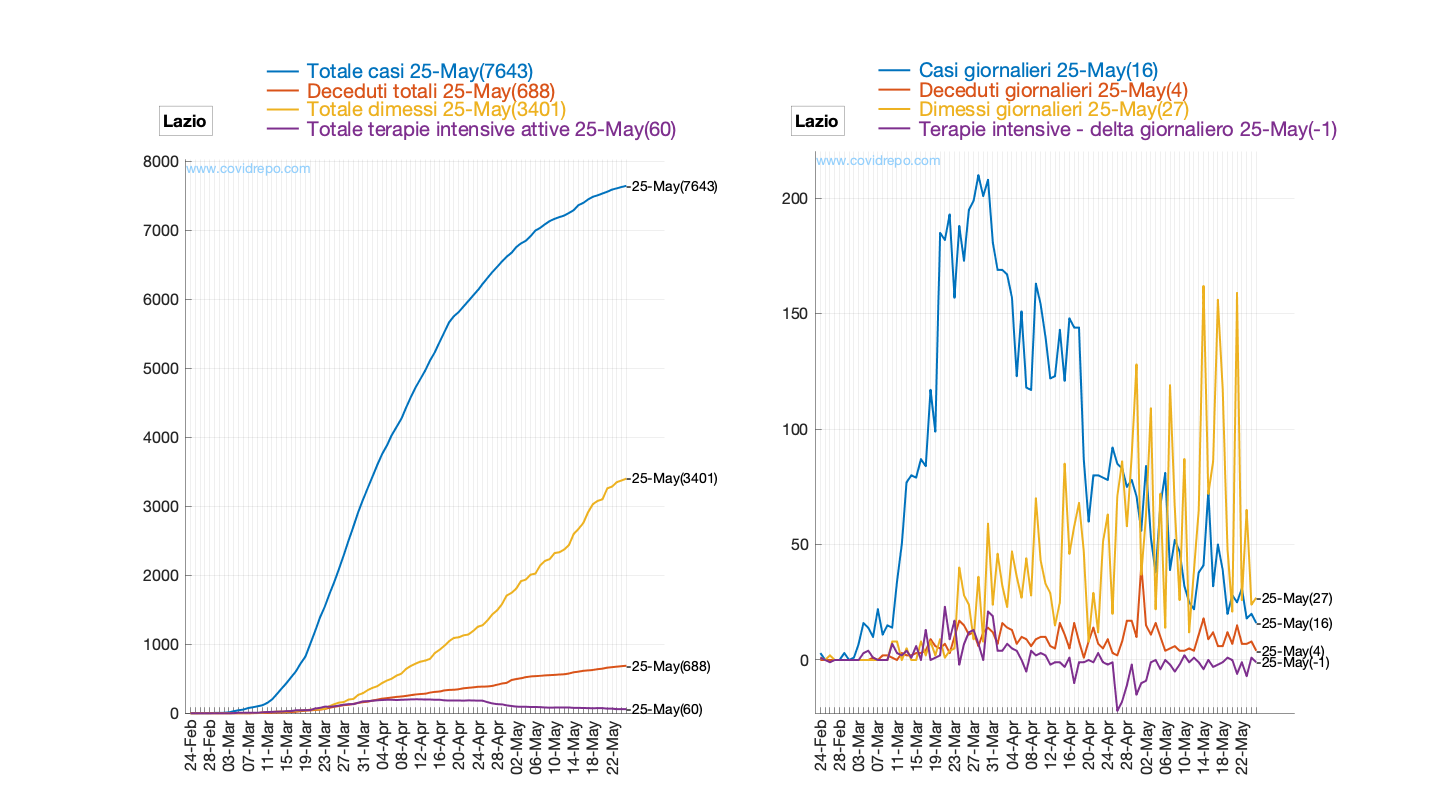 Totale casi 25-May(7643)
Deceduti totali 25-May(688)
Totale dimessi 25-May(3401)
Totale terapie intensive attive 25-May(60)
Lazio
www.covidrepo.com
8000
7000
6000
5000
4000
3000
2000
1000
0
25-May(7643)
25-May(3401)
25-May(688)
25-May(60)
24-Feb
28-Feb
03-Mar
07-Mar
11-Mar
15-Mar
19-Mar
23-Mar
27-Mar
31-Mar
04-Apr
08-Apr
12-Apr
16-Apr
20-Apr
24-Apr
28-Apr
02-May
06-May
10-May
14-May
18-May
22-May
Casi giornalieri 25-May(16)
Deceduti giornalieri 25-May(4)
Dimessi giornalieri 25-May(27)
Terapie intensive - delta giornaliero 25-May(-1)
Lazio
www.covidrepo.com
200
150
100
50
0
25-May(27)
25-May(16)
25-May(4)
25-May(-1)
24-Feb
28-Feb
03-Mar
07-Mar
11-Mar
15-Mar
19-Mar
23-Mar
27-Mar
31-Mar
04-Apr
08-Apr
12-Apr
16-Apr
20-Apr
24-Apr
28-Apr
02-May
06-May
10-May
14-May
18-May
22-May